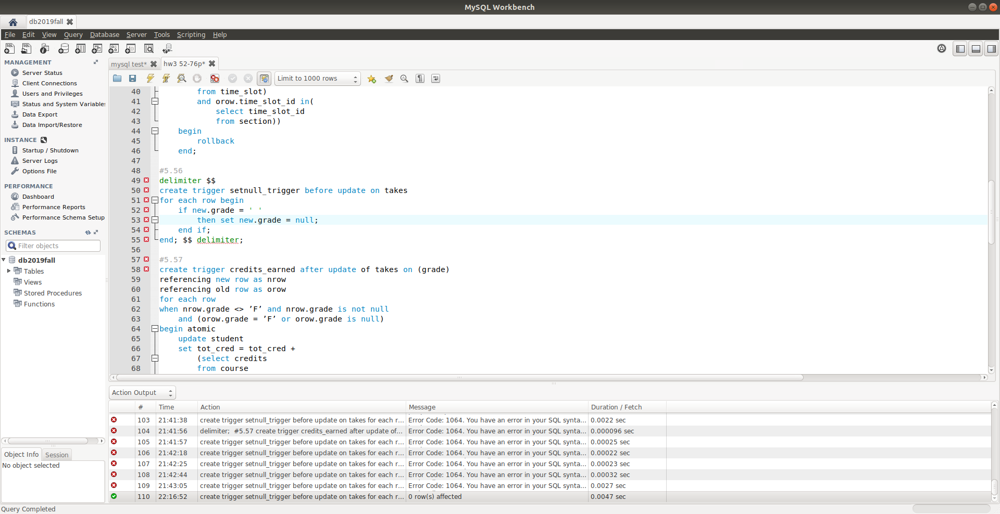 MySQL Workbench
db2019fall
File Edit View Query Database Server Tools Scripting Help
MANAGEMENT
Server Status
Client Connections
Users and Privileges
Status and System Variables
Data Export
Data Import/Restore
INSTANCE
Startup / Shutdown
Server Logs
Options File
PERFORMANCE
Dashboard
Performance Reports
Performance Schema Setup
SCHEMAS
Filter objects
db2019fall
Tables
Views
Stored Procedures
Functions
Object Info Session
No object selected
mysql test* hw3 52-76p*
Limit to 1000 rows
40 from time_slot)
41 and orow.time_slot_id in(
42 select time_slot_id
43 from section))
44 begin
45 rollback
46 end;
47
48 #5.56
49 delimiter $$
50 create trigger setnull_trigger before update on takes
51 for each row begin
52 if new.grade = ' '
53 then set new.grade = null;
54 end if;
55 end; $$ delimiter;
56
57 #5.57
58 create trigger credits_earned after update of takes on (grade)
59 referencing new row as nrow
60 referencing old row as orow
61 for each row
62 when nrow.grade <> ’F’ and nrow.grade is not null
63 and (orow.grade = ’F’ or orow.grade is null)
64 begin atomic
65 update student
66 set tot_cred = tot_cred +
67 (select credits
68 from course
Action Output
# Time Action Message Duration / Fetch
103 21:41:38 create trigger setnull_trigger before update on takes for each r... Error Code: 1064. You have an error in your SQL synta... 0.0022 sec
104 21:41:56 delimiter;  #5.57 create trigger credits_earned after update of... Error Code: 1064. You have an error in your SQL synta... 0.000096 sec
105 21:41:57 create trigger setnull_trigger before update on takes for each r... Error Code: 1064. You have an error in your SQL synta... 0.00025 sec
106 21:42:18 create trigger setnull_trigger before update on takes for each r... Error Code: 1064. You have an error in your SQL synta... 0.00022 sec
107 21:42:25 create trigger setnull_trigger before update on takes for each r... Error Code: 1064. You have an error in your SQL synta... 0.00023 sec
108 21:42:44 create trigger setnull_trigger before update on takes for each r... Error Code: 1064. You have an error in your SQL synta... 0.00032 sec
109 21:43:05 create trigger setnull_trigger before update on takes for each r... Error Code: 1064. You have an error in your SQL synta... 0.0027 sec
110 22:16:52 create trigger setnull_trigger before update on takes for each r... 0 row(s) affected 0.0047 sec
Query Completed